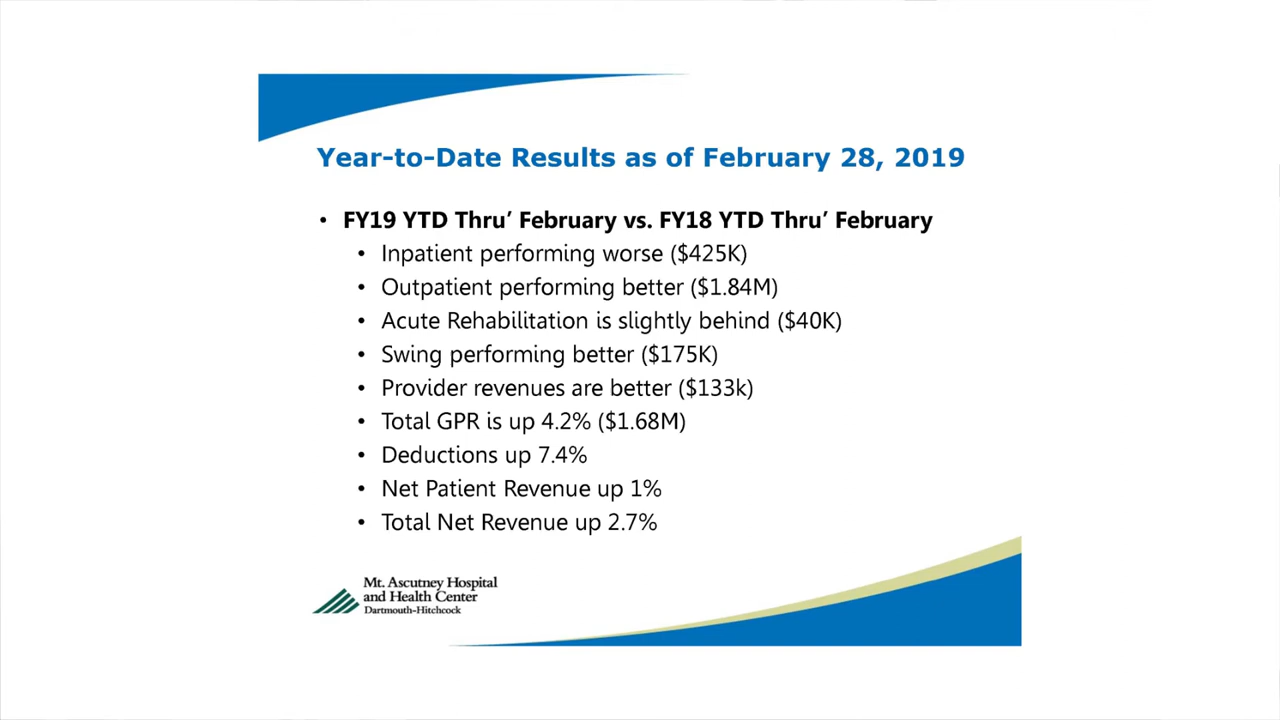 Year-to-Date Results as of February 28, 2019
• FY19 YTD Thru’ February vs. FY18 YTD Thru’ February
• Inpatient performing worse ($425K)
• Outpatient performing better ($1.84M)
• Acute Rehabilitation is slightly behind ($40K)
• Swing performing better ($175K)
• Provider revenues are better ($133k)
• Total GPR is up 4.2% ($1.68M)
• Deductions up 7.4%
• Net Patient Revenue up 1%
• Total Net Revenue up 2.7%
Mt. Ascutney Hospital
and Health Center
Dartmouth-Hitchcock